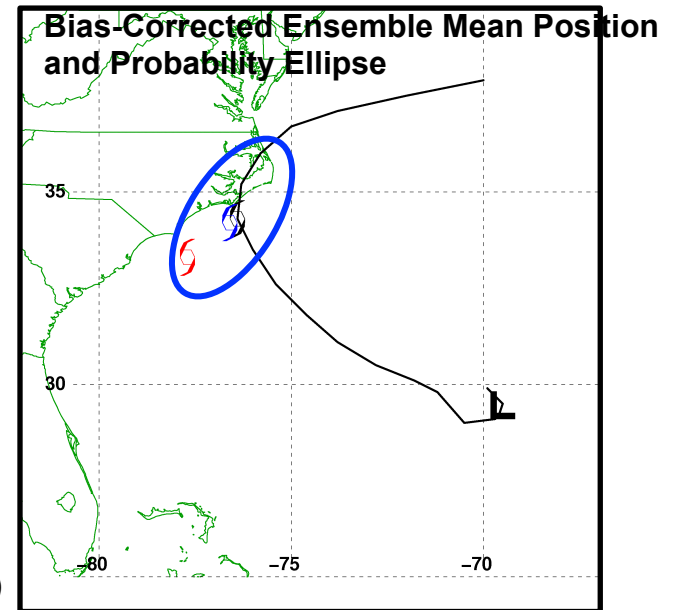 Bias-Corrected Ensemble Mean Position
and Probability Ellipse
35
30
L
−80 −75 −70
)